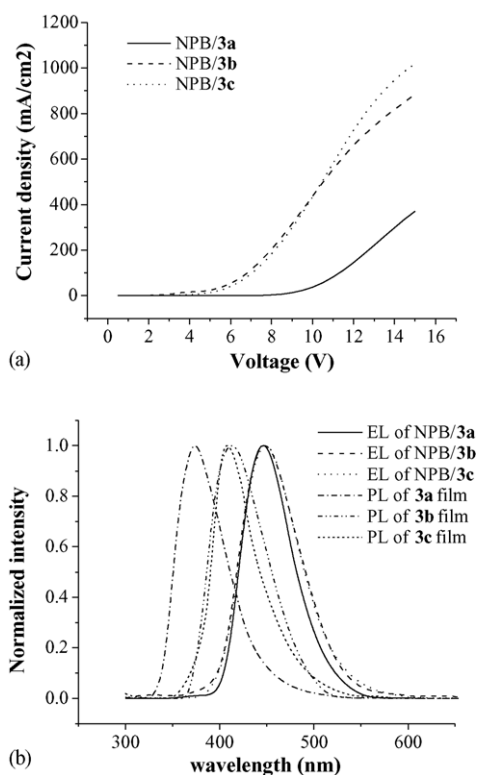 1200
1000
800
600
400
200
0
Current density (mA/cm2)
NPB/3a
NPB/3b
NPB/3c
0 2 4 6 8 10 12 14 16
Voltage (V)
(a)
1.0
0.8
0.6
0.4
0.2
0.0
Normalized intensity
EL of NPB/3a
EL of NPB/3b
EL of NPB/3c
PL of 3a film
PL of 3b film
PL of 3c film
300 400 500 600
wavelength (nm)
(b)